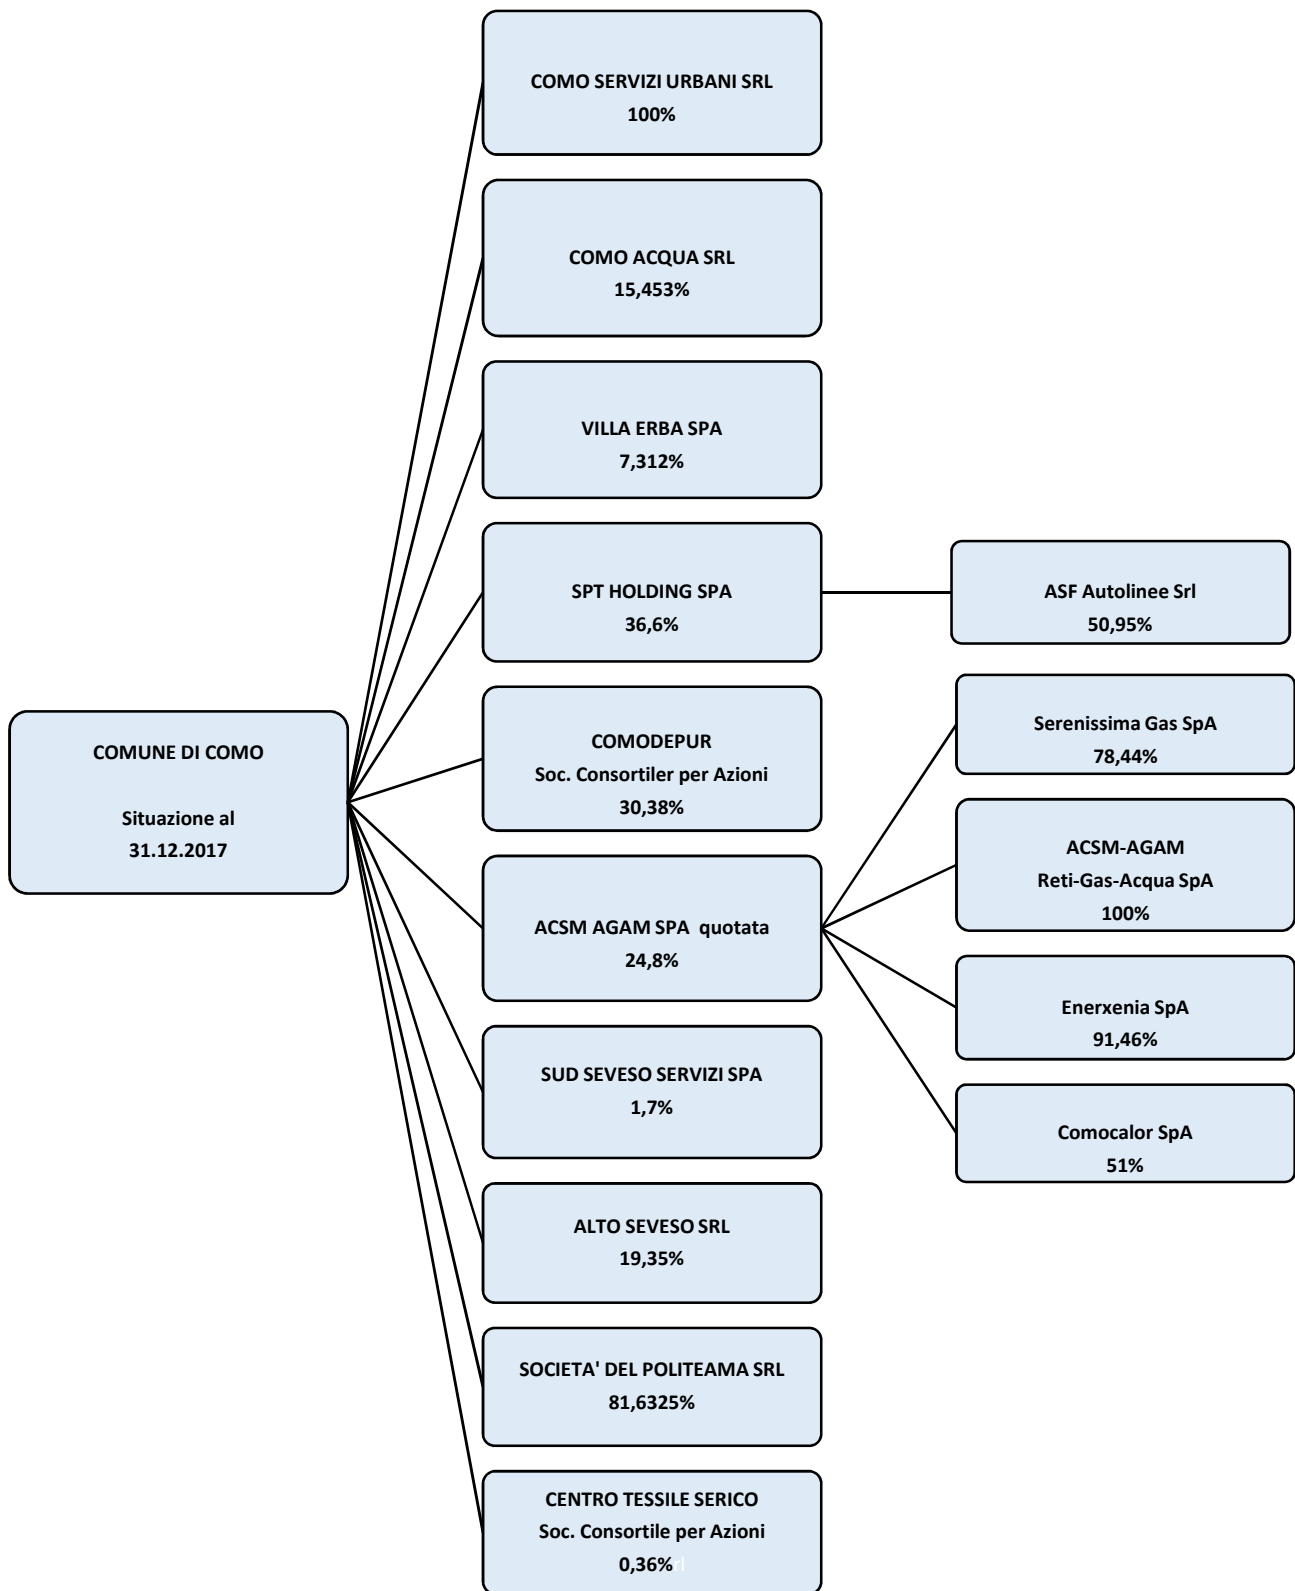 COMUNE DI COMO
Situazione al
31.12.2017
COMO SERVIZI URBANI SRL
100%
COMO ACQUA SRL
15,453%
VILLA ERBA SPA
7,312%
SPT HOLDING SPA
36,6%
COMODEPUR
Soc. Consortiler per Azioni
30,38%
ACSM AGAM SPA  quotata
24,8%
SUD SEVESO SERVIZI SPA
1,7%
ALTO SEVESO SRL
19,35%
SOCIETA' DEL POLITEAMA SRL
81,6325%
CENTRO TESSILE SERICO
Soc. Consortile per Azioni
0,36%rl
ASF Autolinee Srl
50,95%
Serenissima Gas SpA
78,44%
ACSM-AGAM
Reti-Gas-Acqua SpA
100%
Enerxenia SpA
91,46%
Comocalor SpA
51%